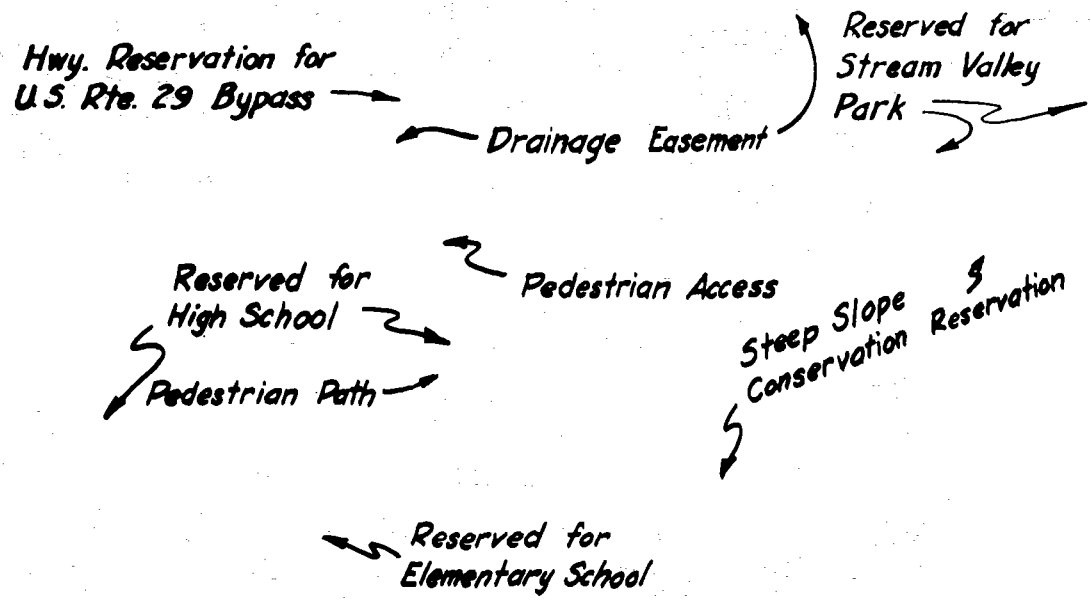 Hwy. Reservation for
U.S. Rte. 29 Bypass
Reserved for
Stream Valley
Park
Drainage Easement
Reserved for
High School
Pedestrian Access
Pedestrian Path
Steep Slope
Conservation Reservation
Reserved for
Elementary School